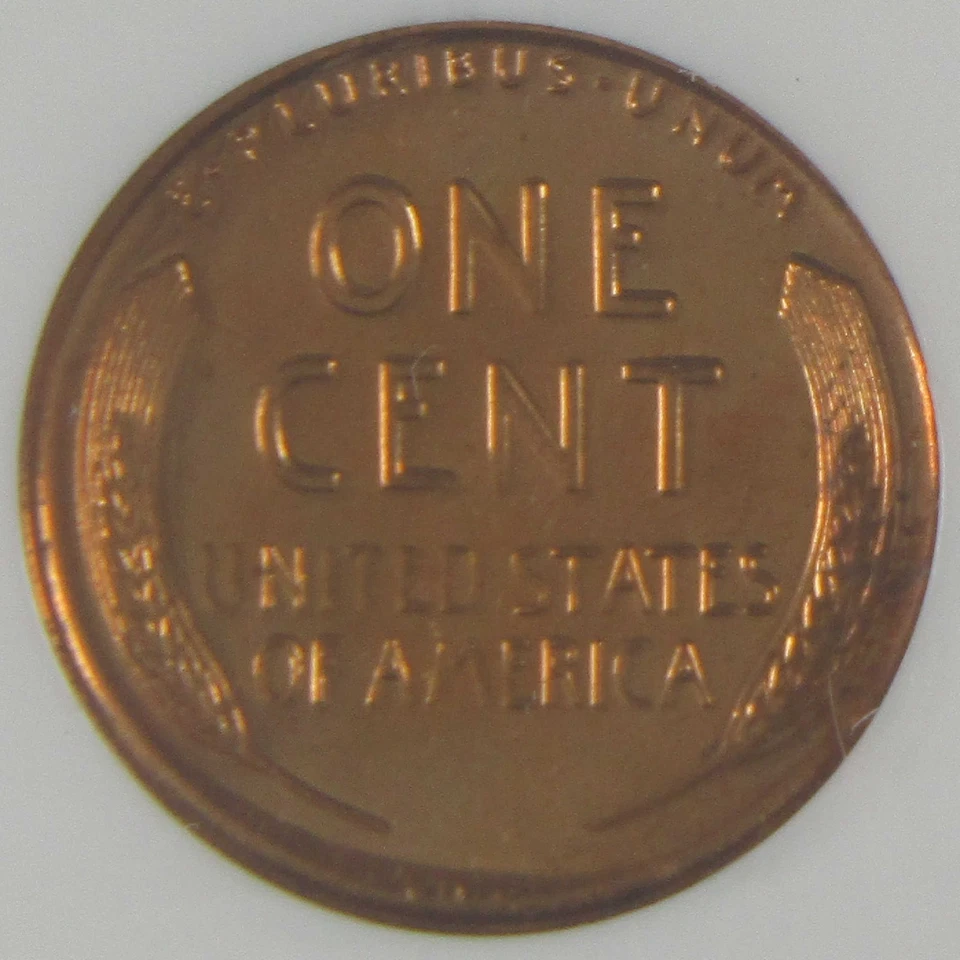 E · PLURIBUS · UNUM
ONE
CENT
UNITED STATES
OF AMERICA